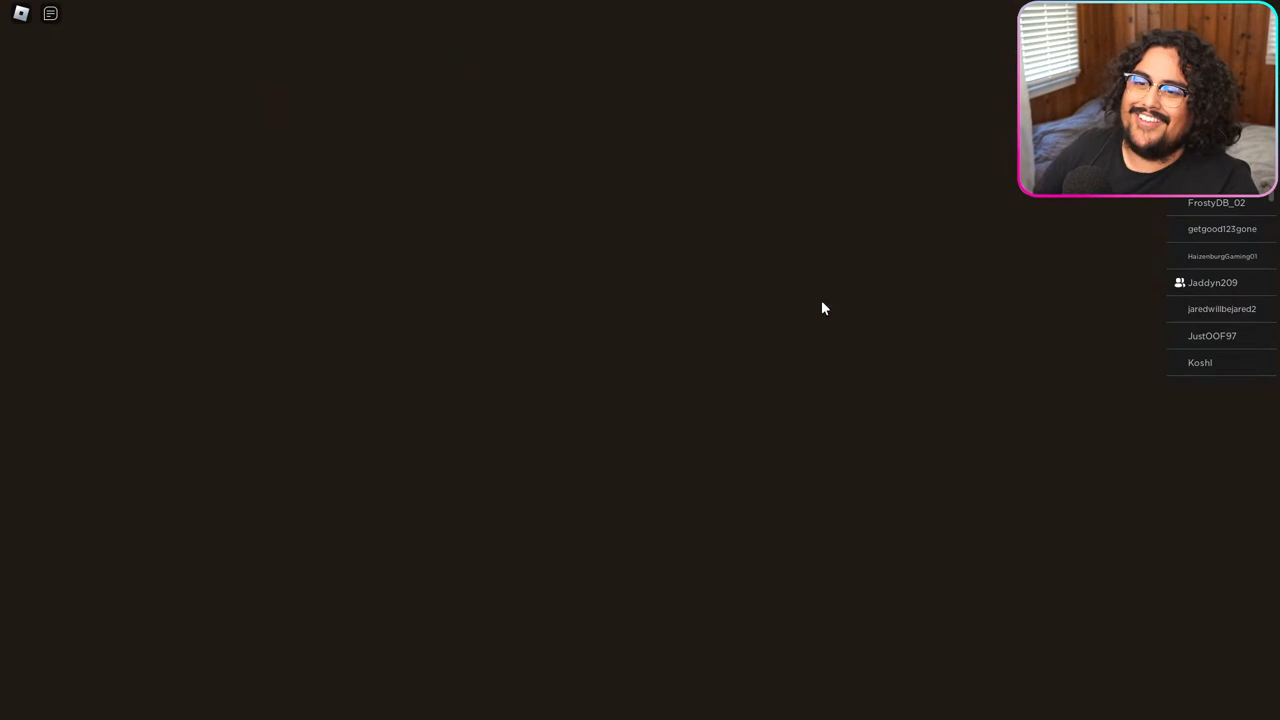 FrostyDB_02
getgood123gone
HaizenburgGaming01
Jaddyn209
jaredwillbejared2
JustOOF97
Koshl